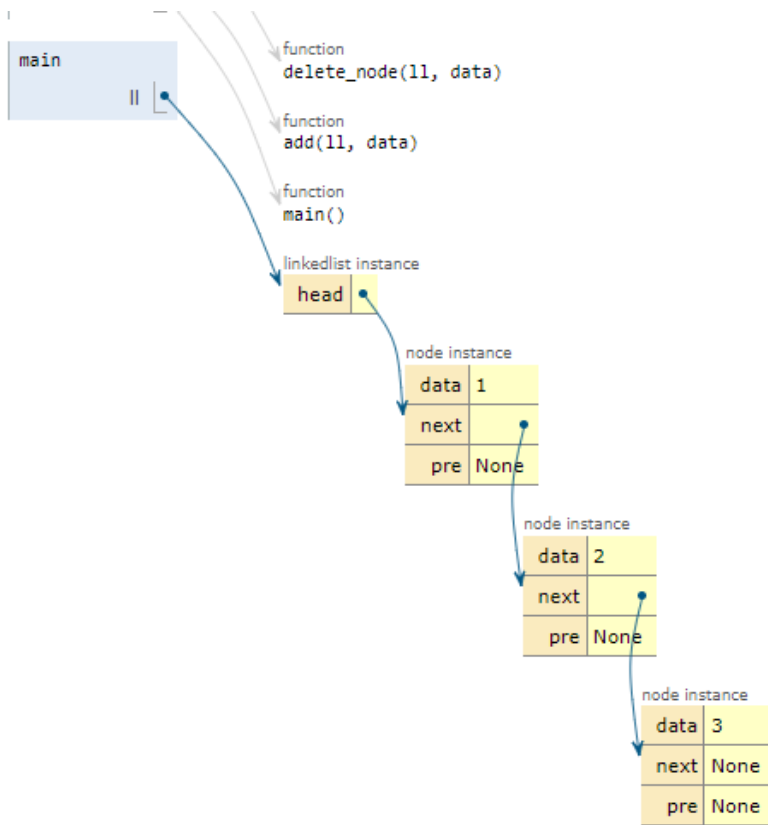 function
delete_node(ll, data)
main
ll
function
add(ll, data)
function
main()
linkedlist instance
head
node instance
data 1
next
pre None
node instance
data 2
next
pre None
node instance
data 3
next None
pre None